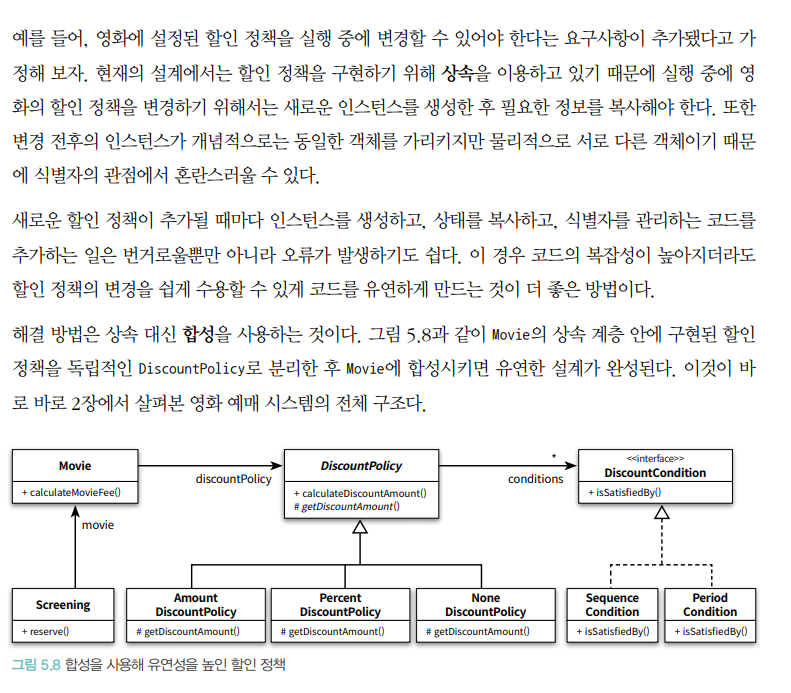 예를 들어, 영화에 설정된 할인 정책을 실행 중에 변경할 수 있어야 한다는 요구사항이 추가됐다고 가
정해 보자. 현재의 설계에서는 할인 정책을 구현하기 위해 상속을 이용하고 있기 때문에 실행 중에 영
화의 할인 정책을 변경하기 위해서는 새로운 인스턴스를 생성한 후 필요한 정보를 복사해야 한다. 또한
변경 전후의 인스턴스가 개념적으로는 동일한 객체를 가리키지만 물리적으로 서로 다른 객체이기 때문
에 식별자의 관점에서 혼란스러울 수 있다.
새로운 할인 정책이 추가될 때마다 인스턴스를 생성하고, 상태를 복사하고, 식별자를 관리하는 코드를
추가하는 일은 번거로울뿐만 아니라 오류가 발생하기도 쉽다. 이 경우 코드의 복잡성이 높아지더라도
할인 정책의 변경을 쉽게 수용할 수 있게 코드를 유연하게 만드는 것이 더 좋은 방법이다.
해결 방법은 상속 대신 합성을 사용하는 것이다. 그림 5.8과 같이 Movie의 상속 계층 안에 구현된 할인
정책을 독립적인 DiscountPolicy로 분리한 후 Movie에 합성시키면 유연한 설계가 완성된다. 이것이 바
로 바로 2장에서 살펴본 영화 예매 시스템의 전체 구조다.
Movie
+ calculateMovieFee()
discountPolicy
DiscountPolicy
+ calculateDiscountAmount()
# getDiscountAmount()
*
conditions
<<interface>>
DiscountCondition
+ isSatisfiedBy()
movie
Screening
+ reserve()
Amount
DiscountPolicy
# getDiscountAmount()
Percent
DiscountPolicy
# getDiscountAmount()
None
DiscountPolicy
# getDiscountAmount()
Sequence
Condition
+ isSatisfiedBy()
Period
Condition
+ isSatisfiedBy()
그림 5.8 합성을 사용해 유연성을 높인 할인 정책